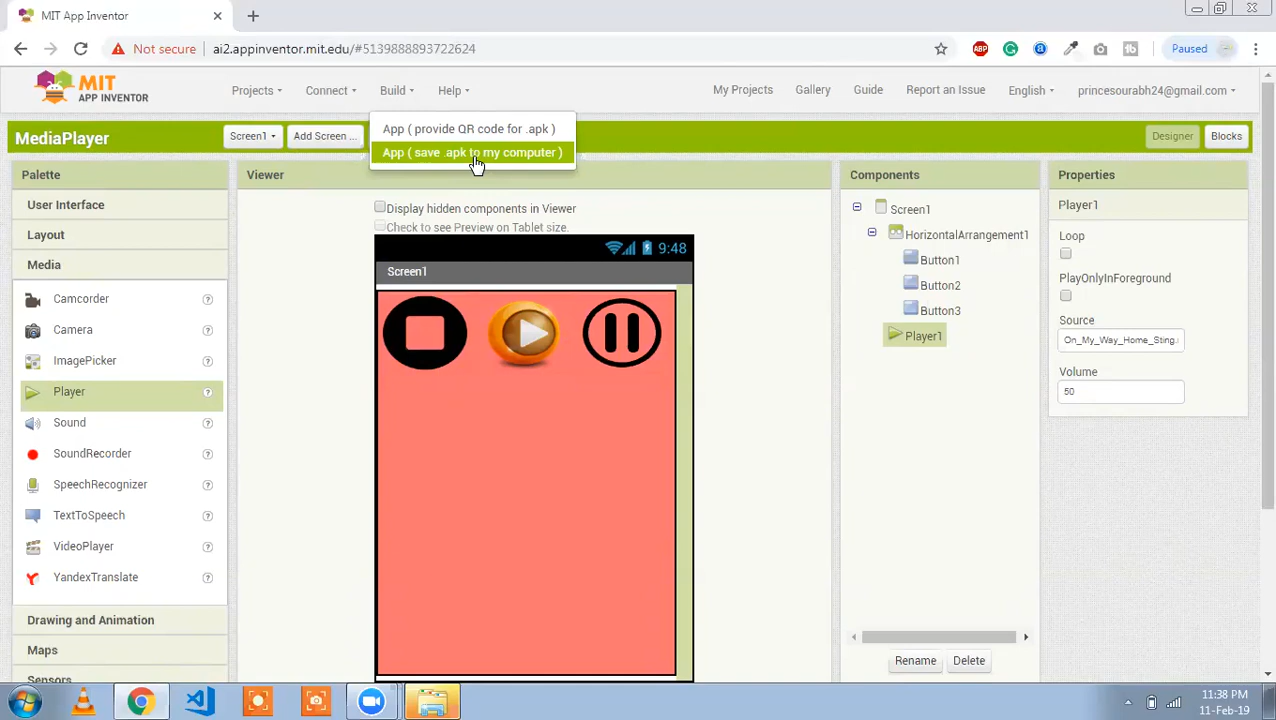 MIT App Inventor
Not secure
ai2.appinventor.mit.edu/#5139888893722624
ABP
Paused
MIT
APP INVENTOR
Projects
Connect
Build
Help
My Projects
Gallery
Guide
Report an Issue
English
princesourabh24@gmail.com
MediaPlayer
Screen1
Add Screen ...
App ( provide QR code for .apk )
App ( save .apk to my computer )
Designer
Blocks
Palette
User Interface
Layout
Media
Camcorder ?
Camera ?
ImagePicker ?
Player ?
Sound ?
SoundRecorder ?
SpeechRecognizer ?
TextToSpeech ?
VideoPlayer ?
YandexTranslate ?
Drawing and Animation
Maps
Sensors
Viewer
Display hidden components in Viewer
Check to see Preview on Tablet size.
9:48
Screen1
Components
Screen1
HorizontalArrangement1
Button1
Button2
Button3
Player1
Rename
Delete
Properties
Player1
Loop
PlayOnlyInForeground
Source
On_My_Way_Home_Sting.
Volume
50
11:38 PM
11-Feb-19